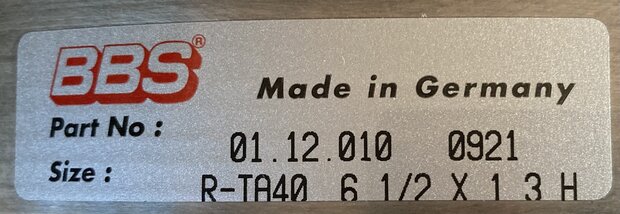 BBS®
Made in Germany
Part No : 01.12.010 0921
Size : R-TA40 6 1/2 X 1 3 H